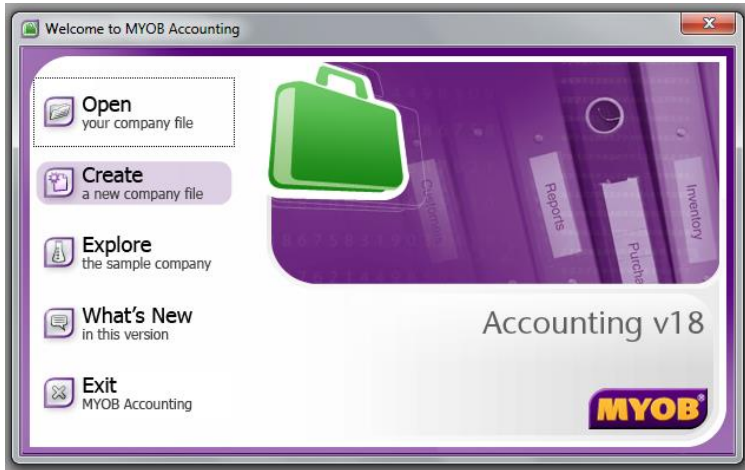 Welcome to MYOB Accounting
Open
your company file
Create
a new company file
Explore
the sample company
What's New
in this version
Exit
MYOB Accounting
Reports
Inventory
Accounting v18
MYOB®